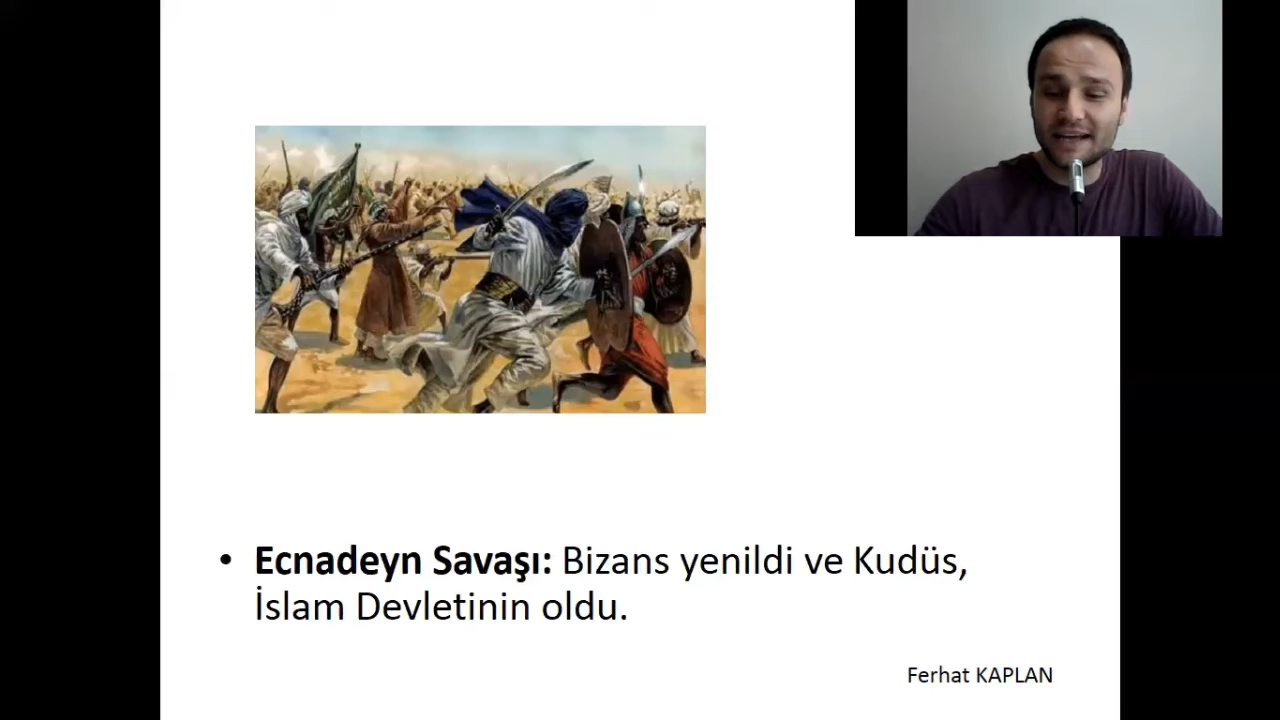 • Ecnadeyn Savaşı: Bizans yenildi ve Kudüs,
İslam Devletinin oldu.
Ferhat KAPLAN